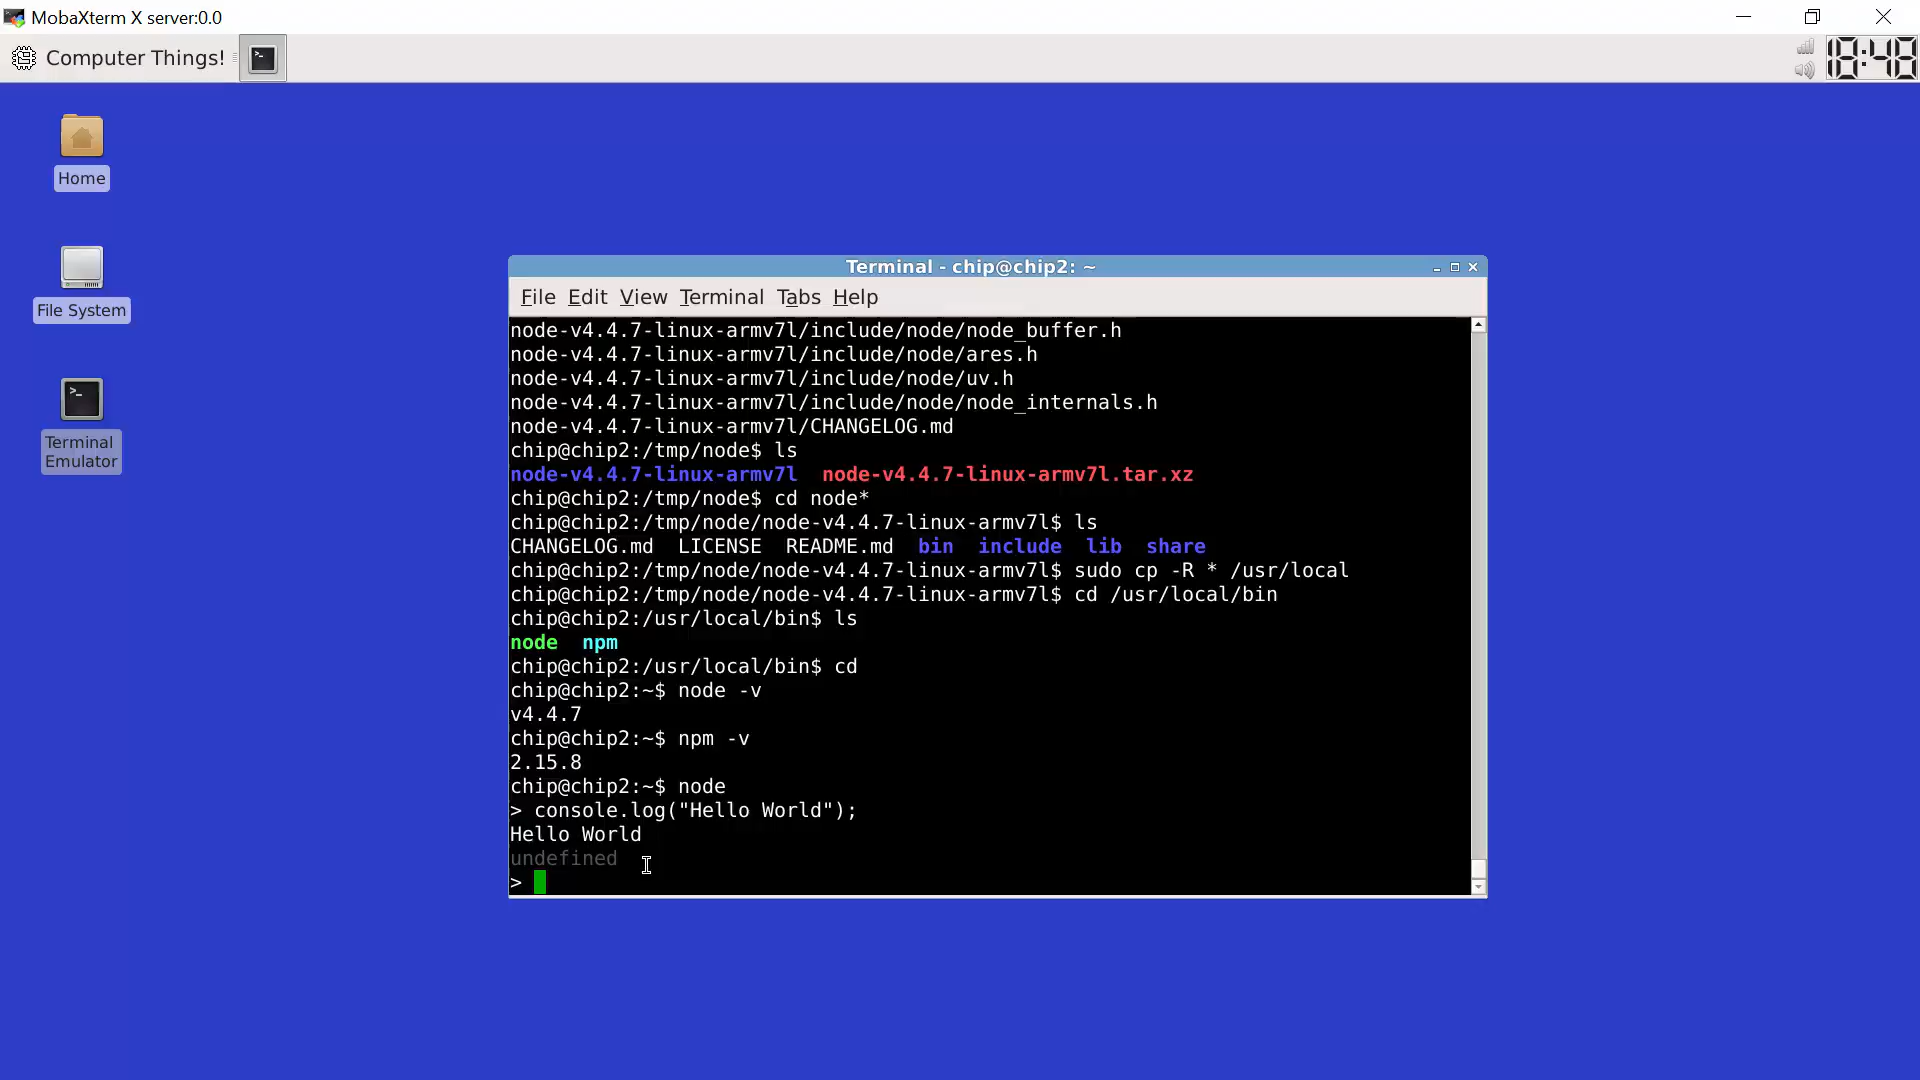 MobaXterm X server:0.0
Computer Things!
18:48
Home
File System
Terminal
Emulator
Terminal - chip@chip2: ~
File Edit View Terminal Tabs Help
node-v4.4.7-linux-armv7l/include/node/node_buffer.h
node-v4.4.7-linux-armv7l/include/node/ares.h
node-v4.4.7-linux-armv7l/include/node/uv.h
node-v4.4.7-linux-armv7l/include/node/node_internals.h
node-v4.4.7-linux-armv7l/CHANGELOG.md
chip@chip2:/tmp/node$ ls
node-v4.4.7-linux-armv7l  node-v4.4.7-linux-armv7l.tar.xz
chip@chip2:/tmp/node$ cd node*
chip@chip2:/tmp/node/node-v4.4.7-linux-armv7l$ ls
CHANGELOG.md  LICENSE  README.md  bin  include  lib  share
chip@chip2:/tmp/node/node-v4.4.7-linux-armv7l$ sudo cp -R * /usr/local
chip@chip2:/tmp/node/node-v4.4.7-linux-armv7l$ cd /usr/local/bin
chip@chip2:/usr/local/bin$ ls
node  npm
chip@chip2:/usr/local/bin$ cd
chip@chip2:~$ node -v
v4.4.7
chip@chip2:~$ npm -v
2.15.8
chip@chip2:~$ node
> console.log("Hello World");
Hello World
undefined
>